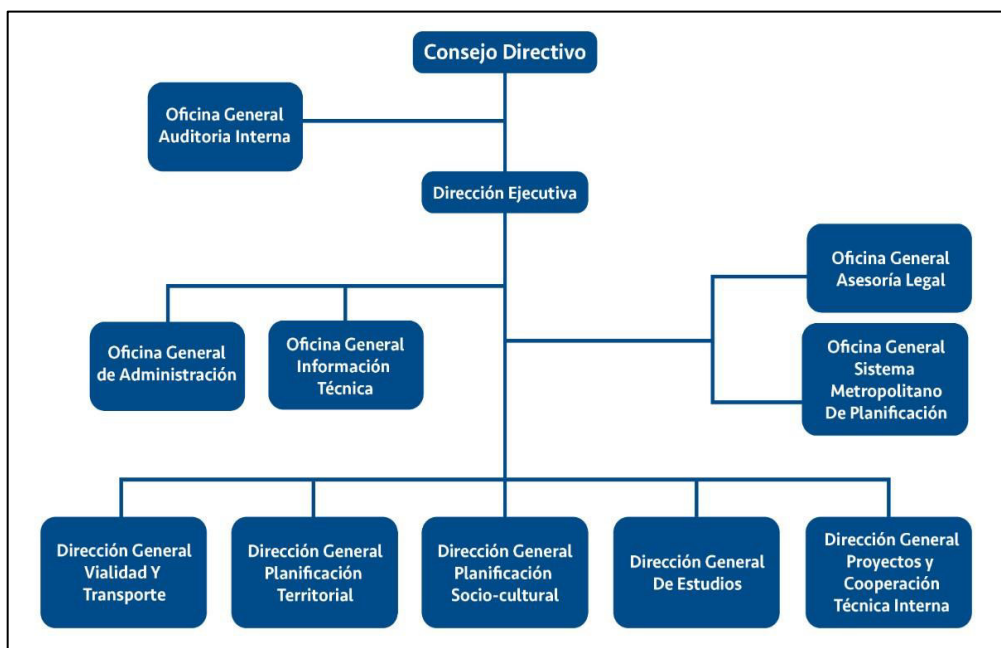 Consejo Directivo
Oficina General
Auditoria Interna
Dirección Ejecutiva
Oficina General
Asesoría Legal
Oficina General
de Administración
Oficina General
Información
Técnica
Oficina General
Sistema
Metropolitano
De Planificación
Dirección General
Vialidad Y
Transporte
Dirección General
Planificación
Territorial
Dirección General
Planificación
Socio-cultural
Dirección General
De Estudios
Dirección General
Proyectos y
Cooperación
Técnica Interna